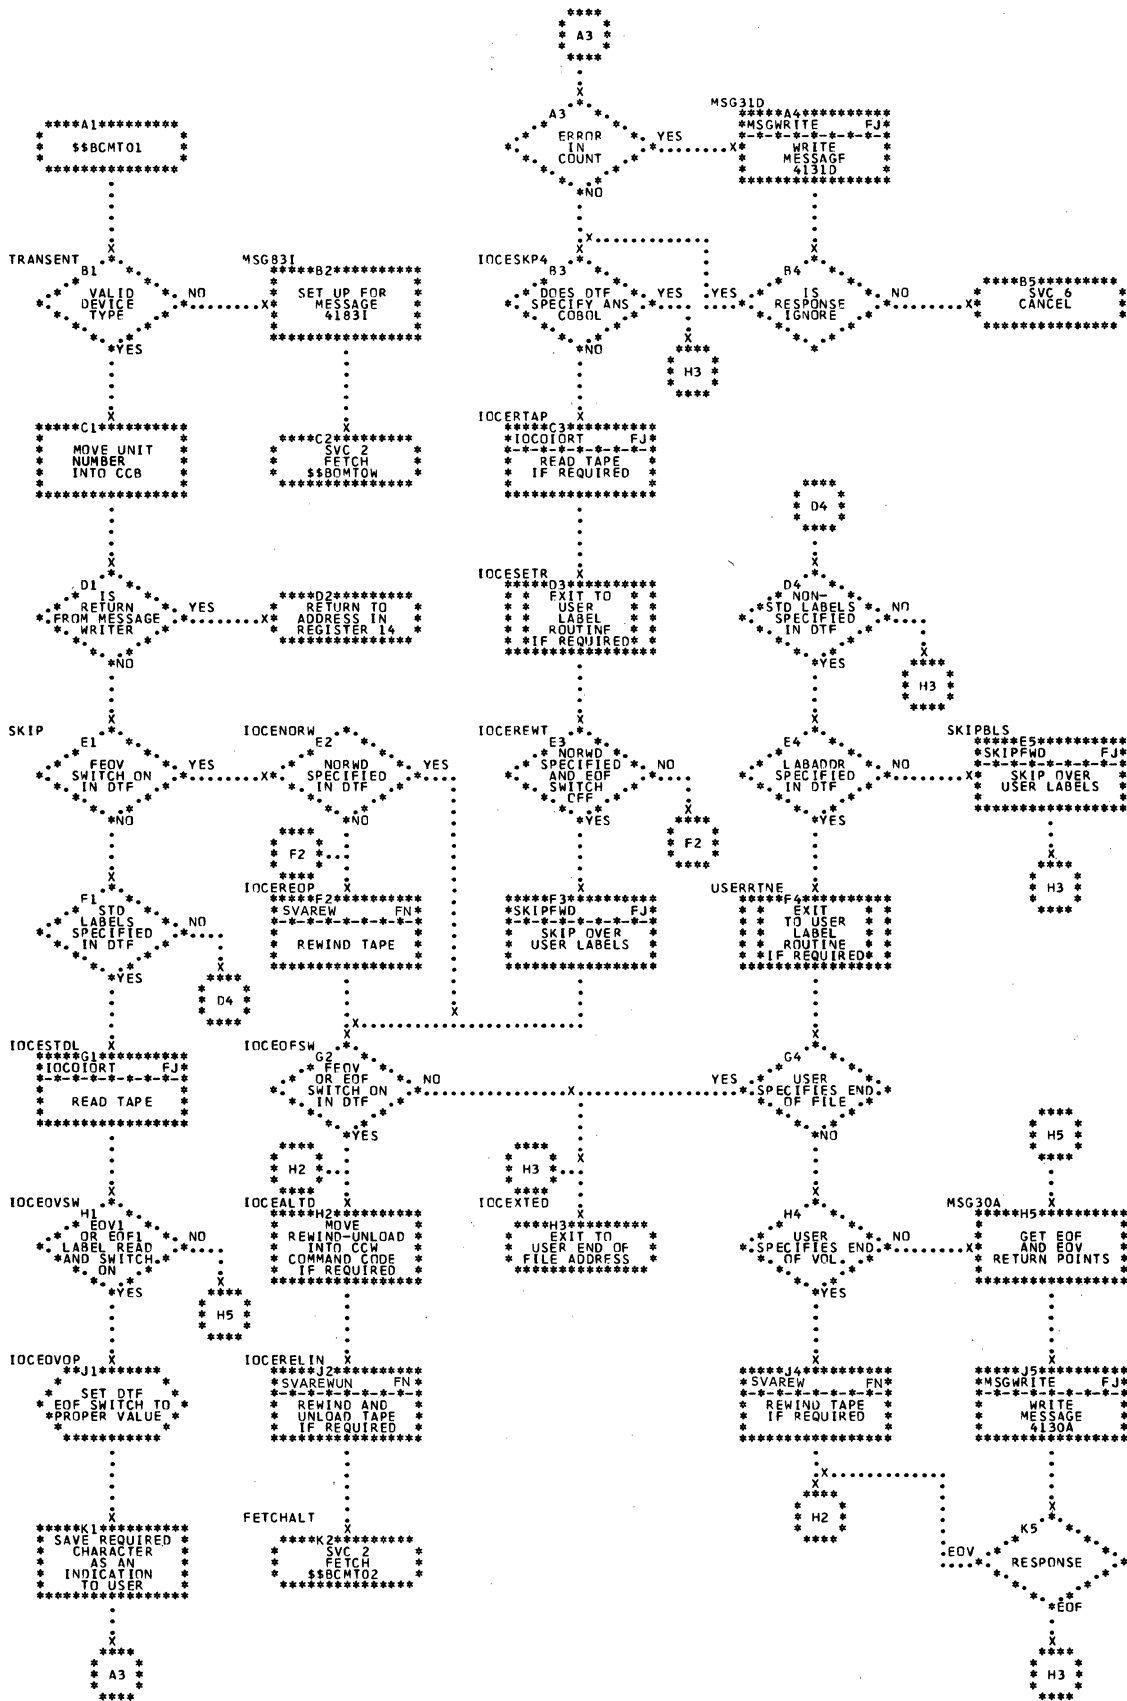 A3
A1
$$BCMT01
A3
ERROR
IN
COUNT
YES
NO
MSG31D
A4
MSGWRITE FJ
WRITE
MESSAGE
4131D
TRANSENT
B1
VALID
DEVICE
TYPE
NO
YES
MSG83I
B2
SET UP FOR
MESSAGE
4183I
IOCESKP4
B3
DOES DTF
SPECIFY ANS
COBOL
YES
NO
H3
YES
B4
IS
RESPONSE
IGNORE
NO
B5
SVC 6
CANCEL
C1
MOVE UNIT
NUMBER
INTO CCB
C2
SVC 2
FETCH
$$BOMTOW
IOCERTAP
C3
IOCOIORT FJ
READ TAPE
IF REQUIRED
D4
D1
IS
RETURN
FROM MESSAGE
WRITER
YES
NO
D2
RETURN TO
ADDRESS IN
REGISTER 14
IOCESETR
D3
EXIT TO
USER
LABEL
ROUTINE
IF REQUIRED
D4
NON-
STD LABELS
SPECIFIED
IN DTF
NO
YES
H3
SKIP
E1
FEOV
SWITCH ON
IN DTF
YES
NO
IOCENORW
E2
NORWD
SPECIFIED
IN DTF
YES
NO
IOCEREWT
E3
NORWD
SPECIFIED
AND EOF
SWITCH
OFF
NO
YES
F2
E4
LABADDR
SPECIFIED
IN DTF
NO
YES
SKIPBLS
E5
SKIPFWD FJ
SKIP OVER
USER LABELS
H3
F2
F1
STD
LABELS
SPECIFIED
IN DTF
NO
YES
D4
IOCEREOP
F2
SVAREW FN
REWIND TAPE
F3
SKIPFWD FJ
SKIP OVER
USER LABELS
USERRTNE
F4
EXIT
TO USER
LABEL
ROUTINE
IF REQUIRED
IOCESTDL
G1
IOCOIORT FJ
READ TAPE
IOCEOFSW
G2
FEOV
OR EOF
SWITCH ON
IN DTF
NO
YES
YES
G4
USER
SPECIFIES END
OF FILE
NO
H5
H2
H3
IOCEOVSW
H1
EOV1
OR EOF1
LABEL READ
AND SWITCH
ON
NO
YES
H5
IOCEALTD
H2
MOVE
REWIND-UNLOAD
INTO CCW
COMMAND CODE
IF REQUIRED
IOCEXTED
H3
EXIT TO
USER END OF
FILE ADDRESS
H4
USER
SPECIFIES END
OF VOL
NO
YES
MSG30A
H5
GET EOF
AND EOV
RETURN POINTS
IOCEOVOP
J1
SET DTF
EOF SWITCH TO
PROPER VALUE
IOCERELIN
J2
SVAREWUN FN
REWIND AND
UNLOAD TAPE
IF REQUIRED
J4
SVAREW FN
REWIND TAPE
IF REQUIRED
J5
MSGWRITE FJ
WRITE
MESSAGE
4130A
H2
K1
SAVE REQUIRED
CHARACTER
AS AN
INDICATION
TO USER
FETCHALT
K2
SVC 2
FETCH
$$BCMT02
EOV
K5
RESPONSE
EOF
A3
H3